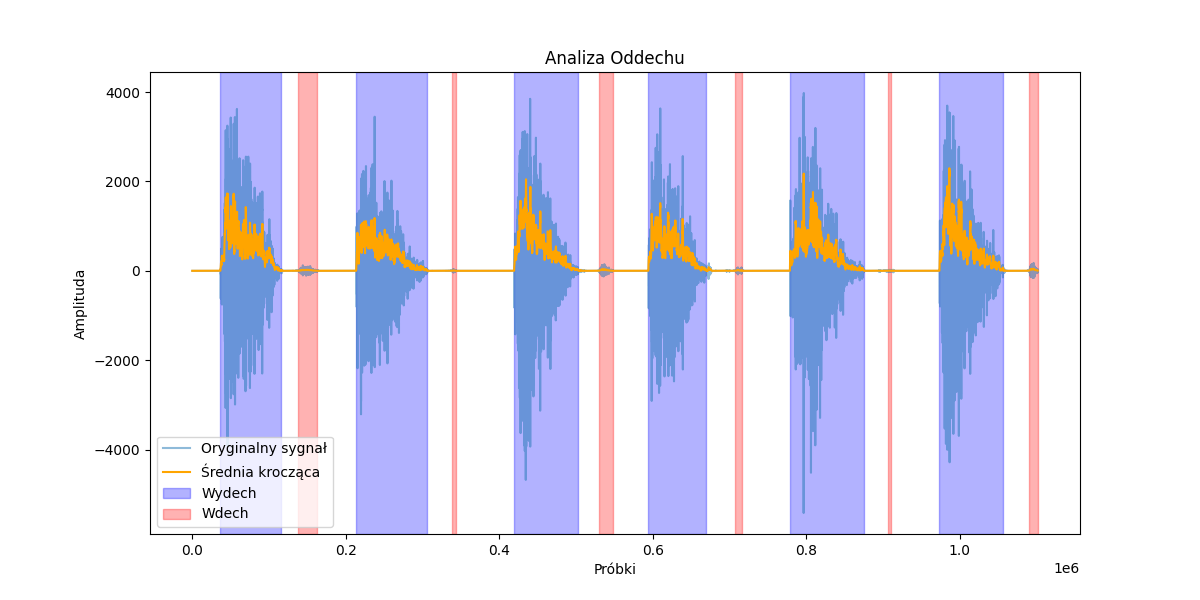 Analiza Oddechu
Amplituda
4000
2000
0
−2000
−4000
Oryginalny sygnał
Średnia krocząca
Wydech
Wdech
0.0 0.2 0.4 0.6 0.8 1.0
1e6
Próbki